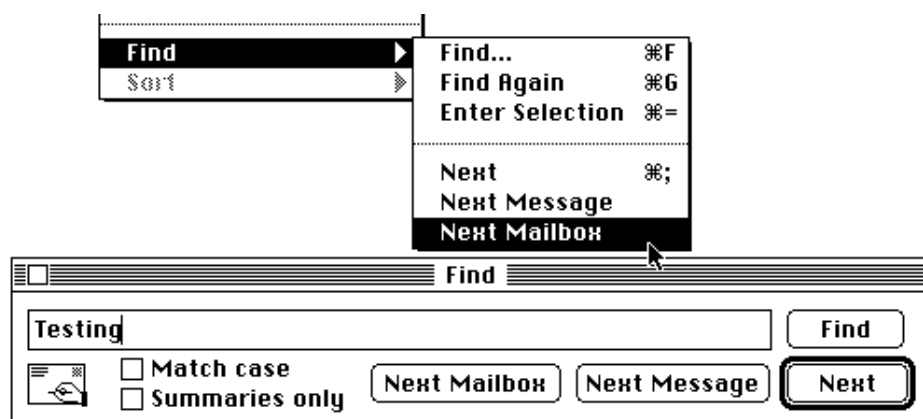 Find
Sort
Find... ⌘F
Find Again ⌘G
Enter Selection ⌘=
Next ⌘;
Next Message
Next Mailbox
Find
Testing
Find
Match case
Summaries only
Next Mailbox
Next Message
Next